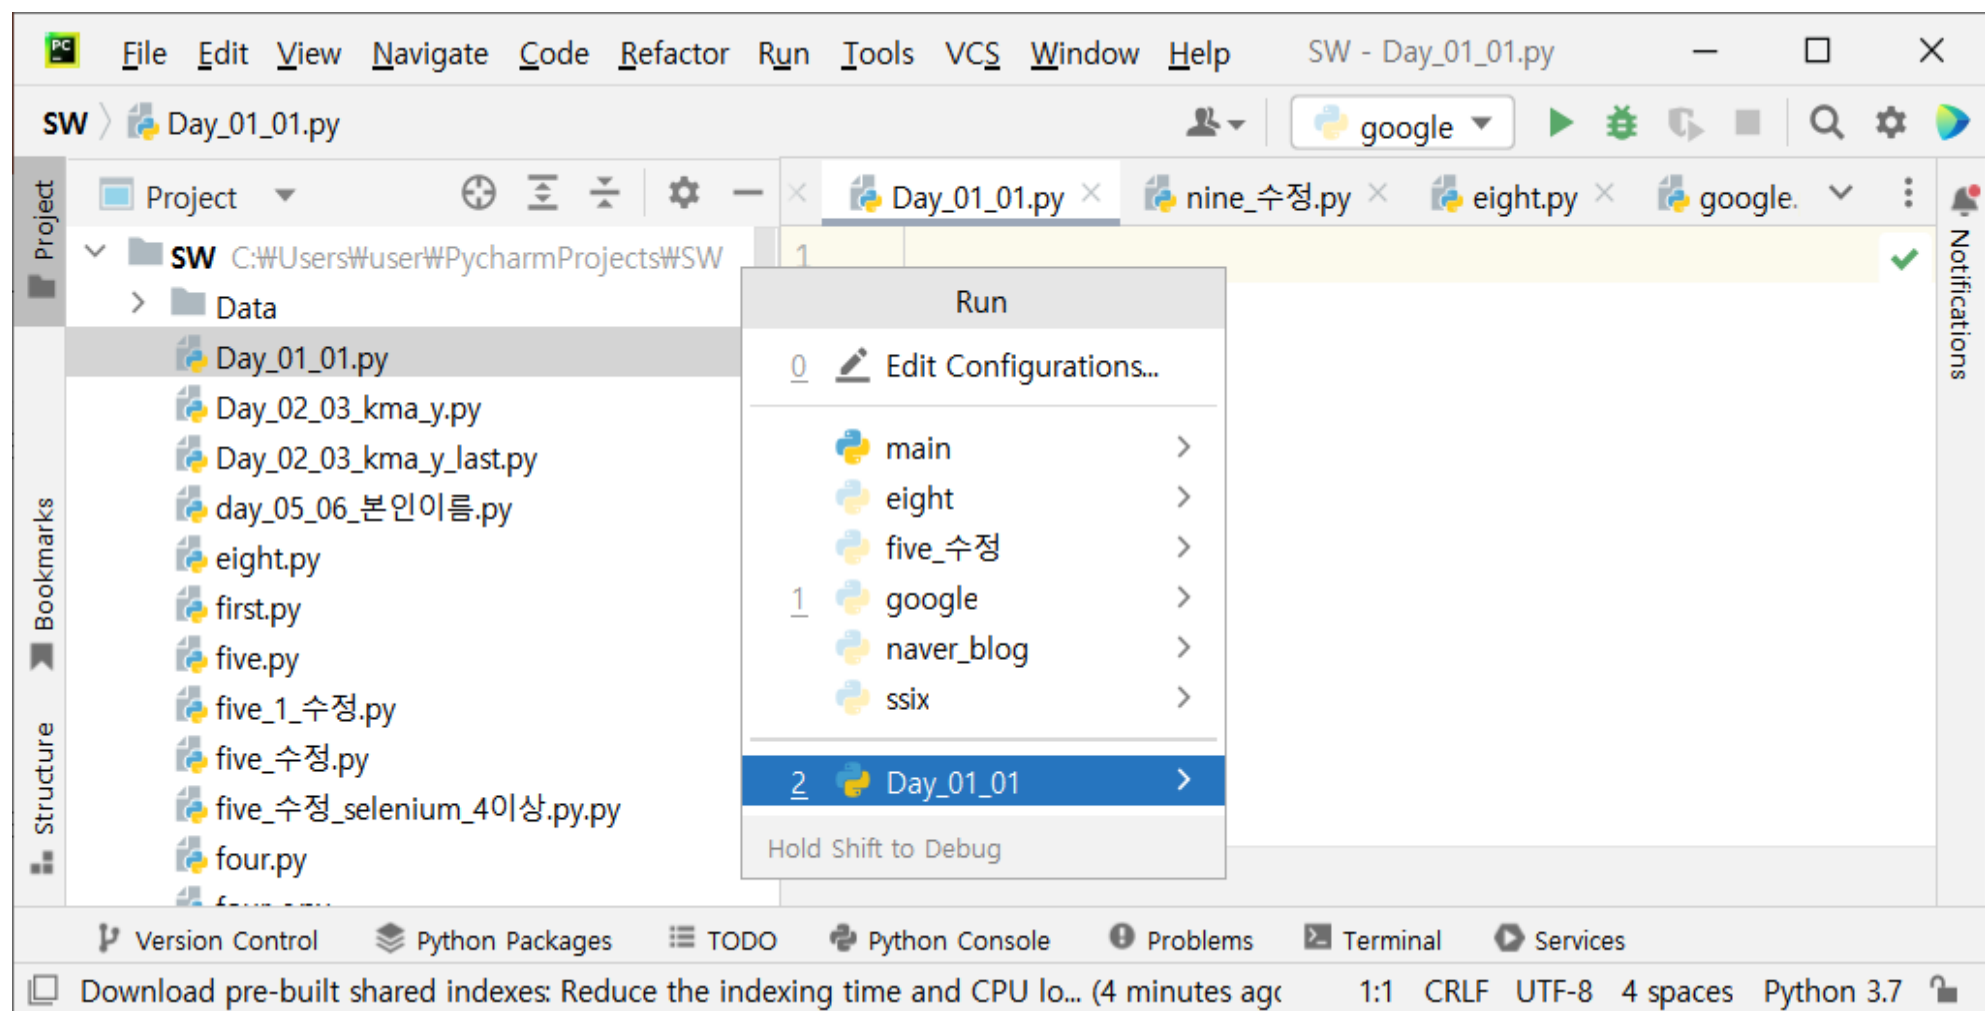 PC File Edit View Navigate Code Refactor Run Tools VCS Window Help SW - Day_01_01.py
SW Day_01_01.py google
Project
Bookmarks
Structure
Project
SW C:₩Users₩user₩PycharmProjects₩SW
Data
Day_01_01.py
Day_02_03_kma_y.py
Day_02_03_kma_y_last.py
day_05_06_본인이름.py
eight.py
first.py
five.py
five_1_수정.py
five_수정.py
five_수정_selenium_4이상.py.py
four.py
Day_01_01.py nine_수정.py eight.py google.
1
Run
0 Edit Configurations...
main
eight
five_수정
1 google
naver_blog
ssix
2 Day_01_01
Hold Shift to Debug
Notifications
Version Control Python Packages TODO Python Console Problems Terminal Services
Download pre-built shared indexes: Reduce the indexing time and CPU lo... (4 minutes ago 1:1 CRLF UTF-8 4 spaces Python 3.7